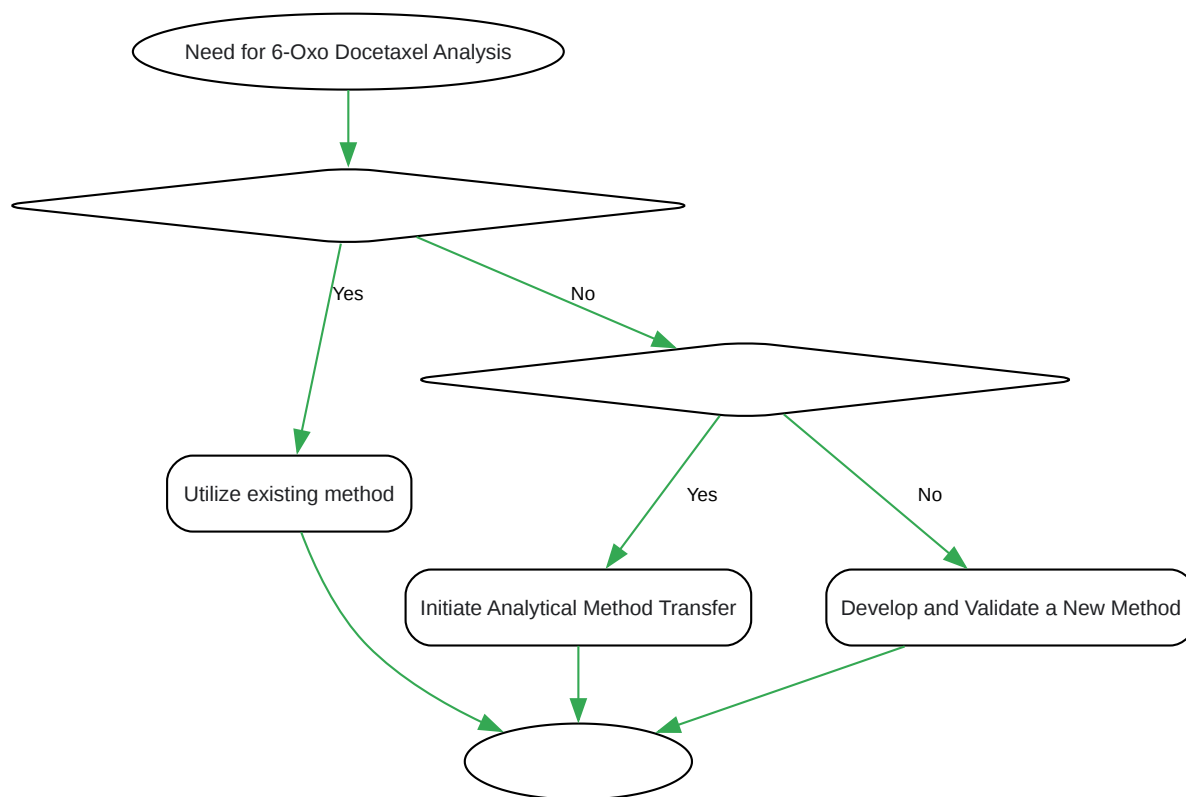 Need for 6-Oxo Docetaxel Analysis
Yes
No
Utilize existing method
Yes
No
Initiate Analytical Method Transfer
Develop and Validate a New Method